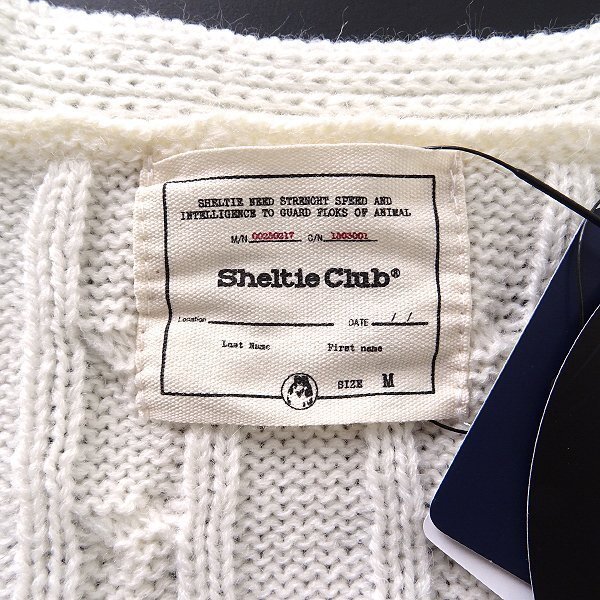 SHELTIE NEED STRENGHT SPEED AND
INTELLIGENCE TO GUARD FLOKS OF ANIMAL
M/N 00250217 C/N 1503001
Sheltie Club®
Location DATE / /
Last Name First name
SIZE M